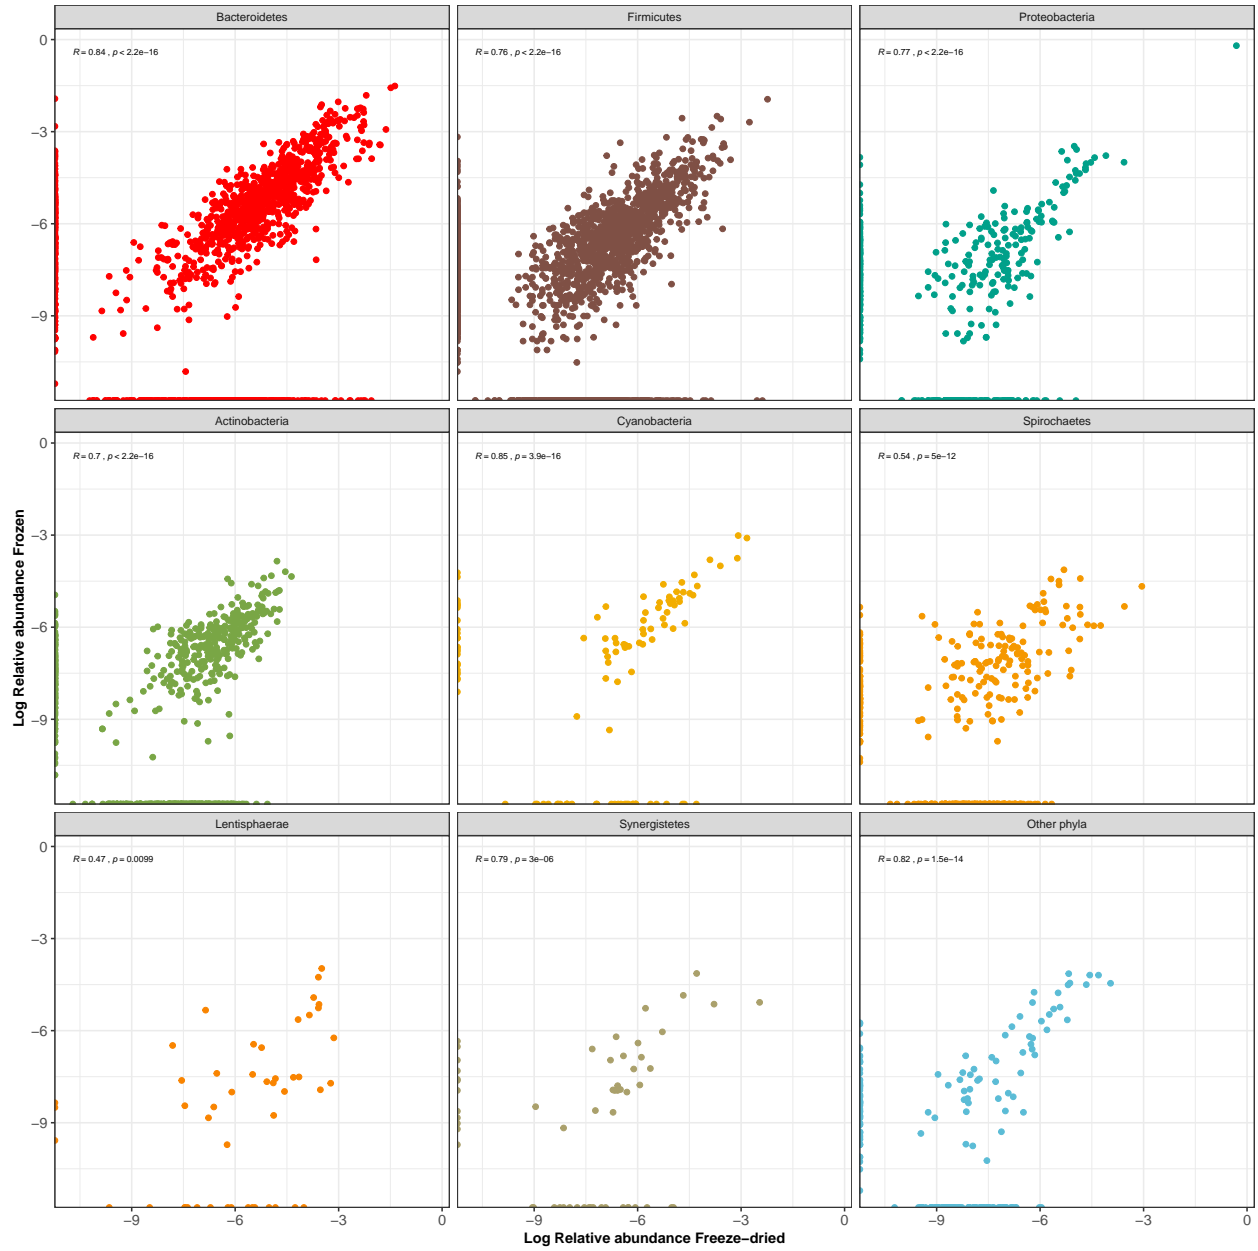 Bacteroidetes
Firmicutes
Proteobacteria
R = 0.84 , p < 2.2e−16
R = 0.76 , p < 2.2e−16
R = 0.77 , p < 2.2e−16
0
−3
−6
−9
Actinobacteria
Cyanobacteria
Spirochaetes
R = 0.7 , p < 2.2e−16
R = 0.85 , p = 3.9e−16
R = 0.54 , p = 5e−12
0
−3
−6
−9
Log Relative abundance Frozen
Lentisphaerae
Synergistetes
Other phyla
R = 0.47 , p = 0.0099
R = 0.79 , p = 3e−06
R = 0.82 , p = 1.5e−14
0
−3
−6
−9
−9 −6 −3 0
−9 −6 −3 0
−9 −6 −3 0
Log Relative abundance Freeze−dried